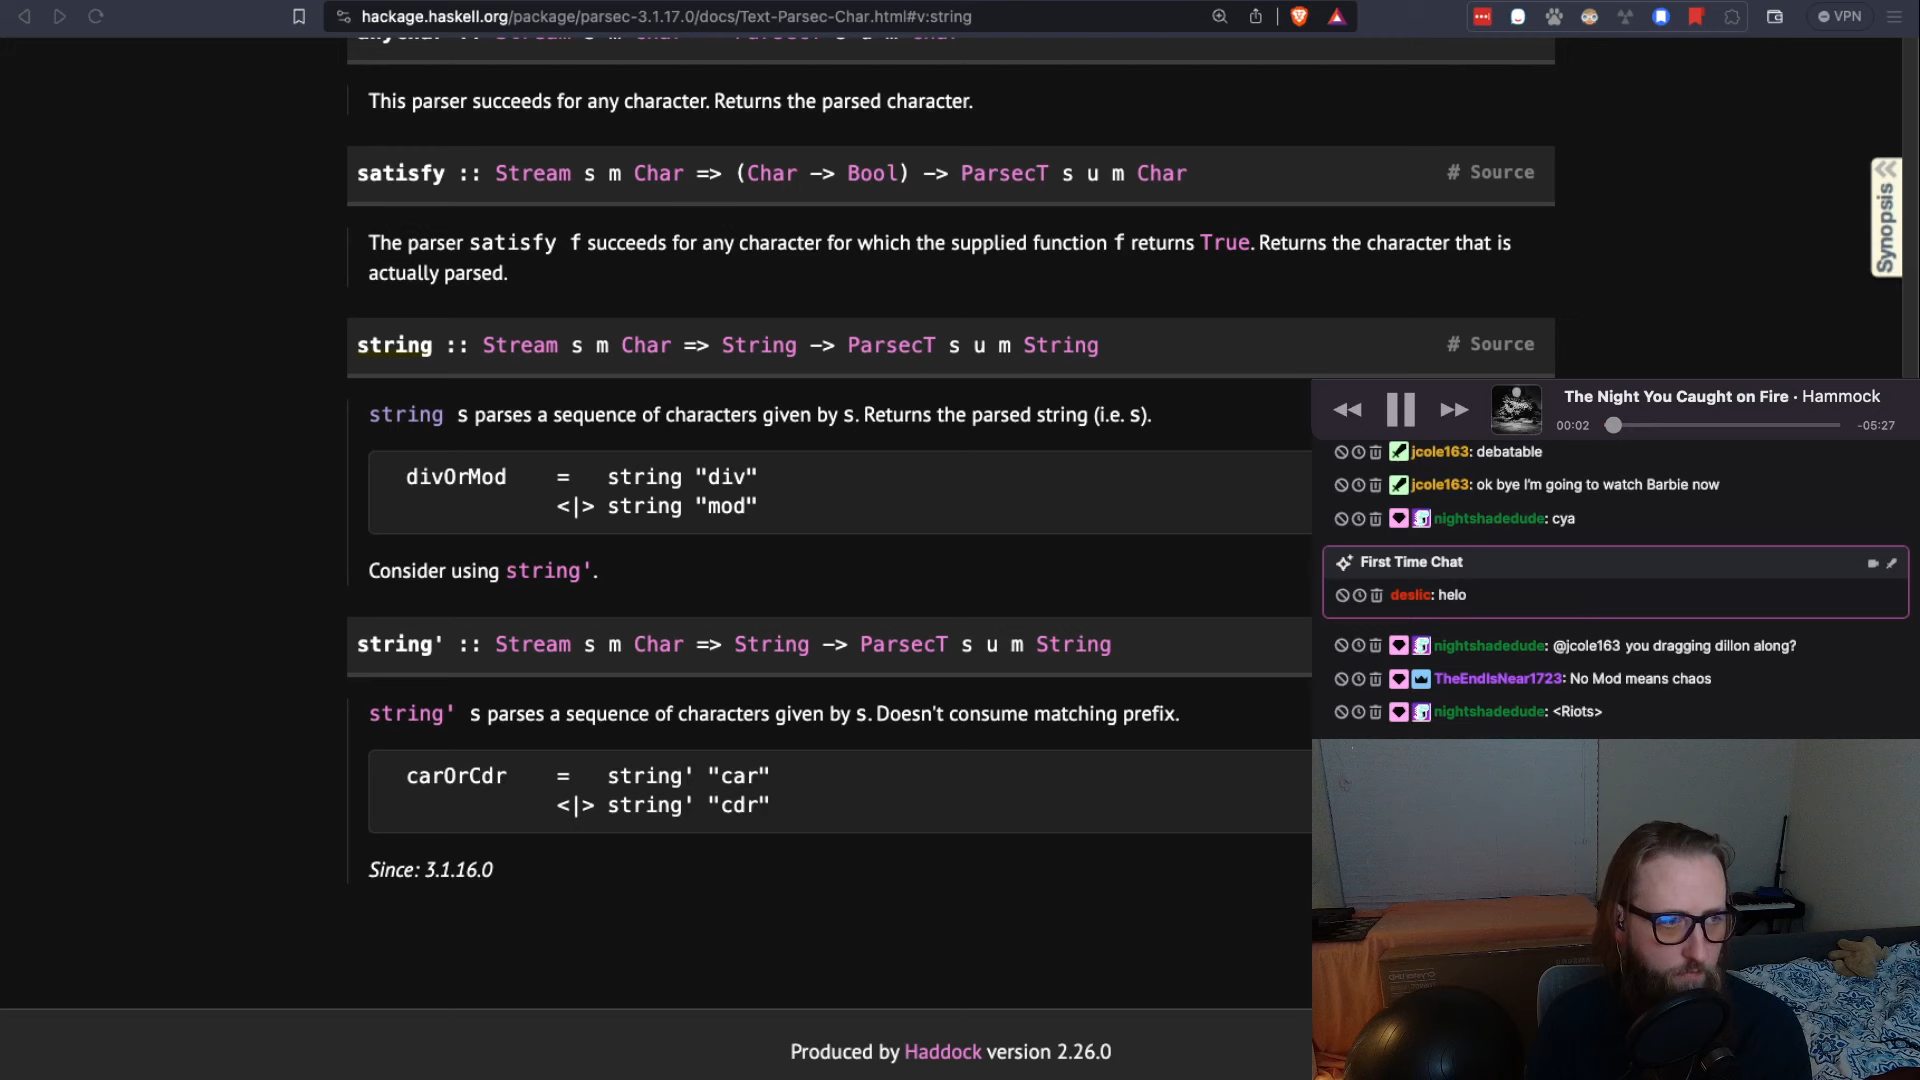 hackage.haskell.org/package/parsec-3.1.17.0/docs/Text-Parsec-Char.html#v:string
VPN
This parser succeeds for any character. Returns the parsed character.
satisfy :: Stream s m Char => (Char -> Bool) -> ParsecT s u m Char
# Source
The parser satisfy f succeeds for any character for which the supplied function f returns True. Returns the character that is
actually parsed.
Synopsis
string :: Stream s m Char => String -> ParsecT s u m String
# Source
string s parses a sequence of characters given by s. Returns the parsed string (i.e. s).
divOrMod = string "div"
<|> string "mod"
Consider using string'.
string' :: Stream s m Char => String -> ParsecT s u m String
string' s parses a sequence of characters given by s. Doesn't consume matching prefix.
carOrCdr = string' "car"
<|> string' "cdr"
Since: 3.1.16.0
Produced by Haddock version 2.26.0
The Night You Caught on Fire · Hammock
00:02
-05:27
jcole163: debatable
jcole163: ok bye I'm going to watch Barbie now
nightshadedude: cya
First Time Chat
deslic: helo
nightshadedude: @jcole163 you dragging dillon along?
TheEndIsNear1723: No Mod means chaos
nightshadedude: <Riots>